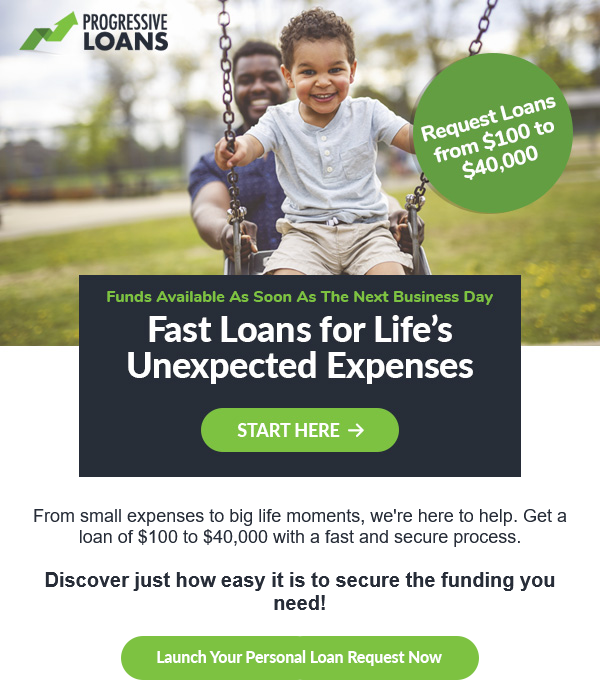 PROGRESSIVE
LOANS
Request Loans
from $100 to
$40,000
Funds Available As Soon As The Next Business Day
Fast Loans for Life’s
Unexpected Expenses
START HERE →
From small expenses to big life moments, we're here to help. Get a
loan of $100 to $40,000 with a fast and secure process.
Discover just how easy it is to secure the funding you
need!
Launch Your Personal Loan Request Now